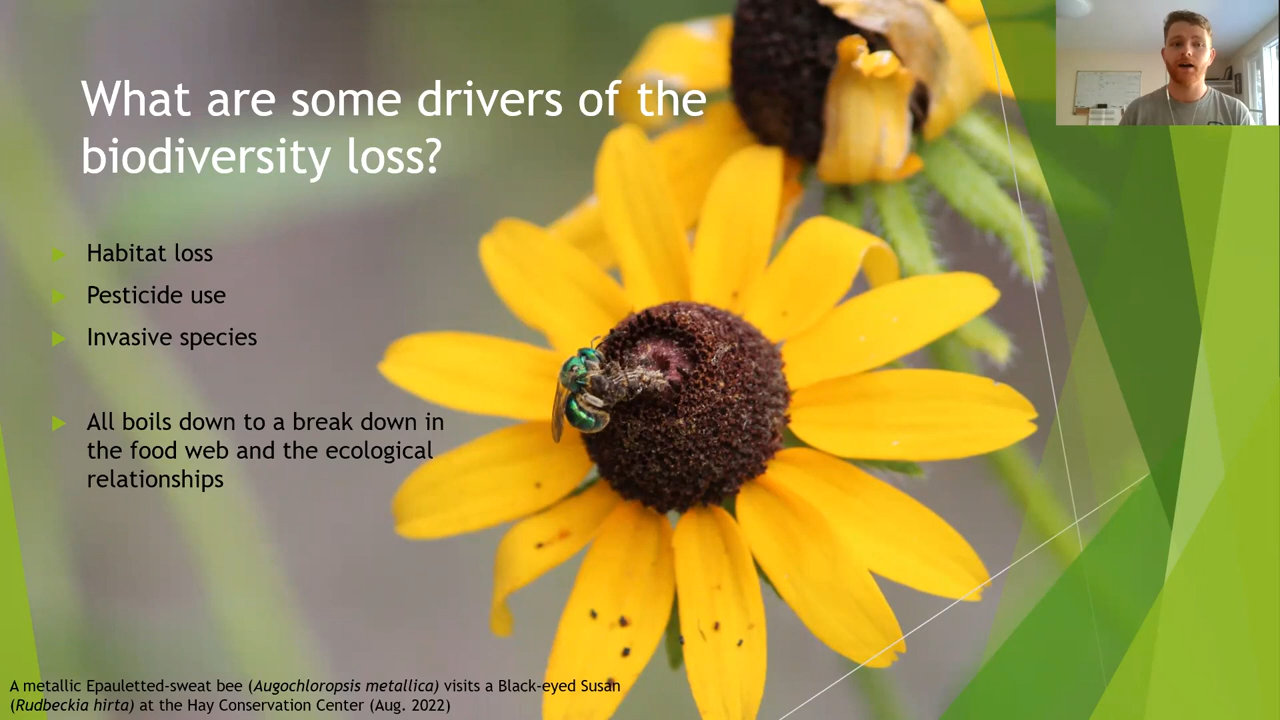 What are some drivers of the
biodiversity loss?
Habitat loss
Pesticide use
Invasive species
All boils down to a break down in
the food web and the ecological
relationships
A metallic Epauletted-sweat bee (Augochloropsis metallica) visits a Black-eyed Susan
(Rudbeckia hirta) at the Hay Conservation Center (Aug. 2022)